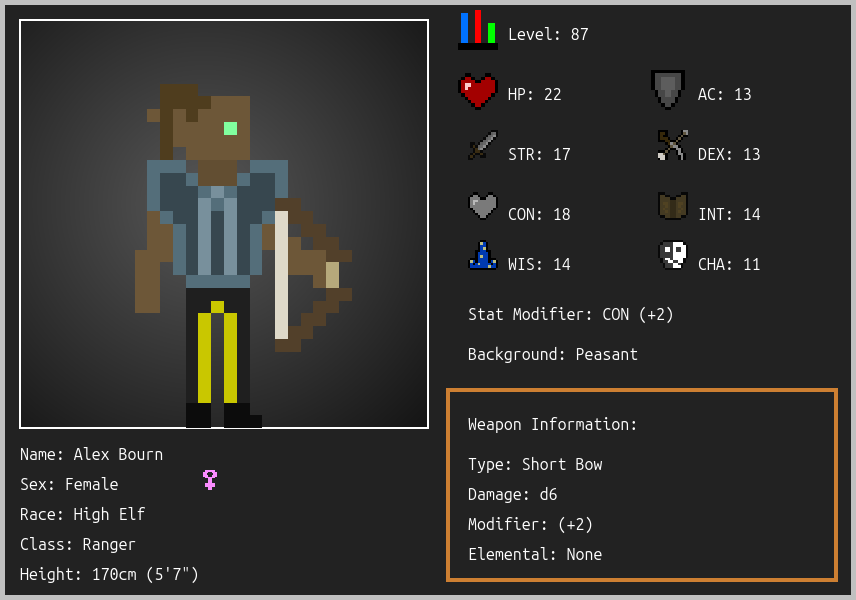 Level: 87
HP: 22
AC: 13
STR: 17
DEX: 13
CON: 18
INT: 14
WIS: 14
CHA: 11
Stat Modifier: CON (+2)
Background: Peasant
Weapon Information:
Type: Short Bow
Damage: d6
Modifier: (+2)
Elemental: None
Name: Alex Bourn
Sex: Female
Race: High Elf
Class: Ranger
Height: 170cm (5'7")